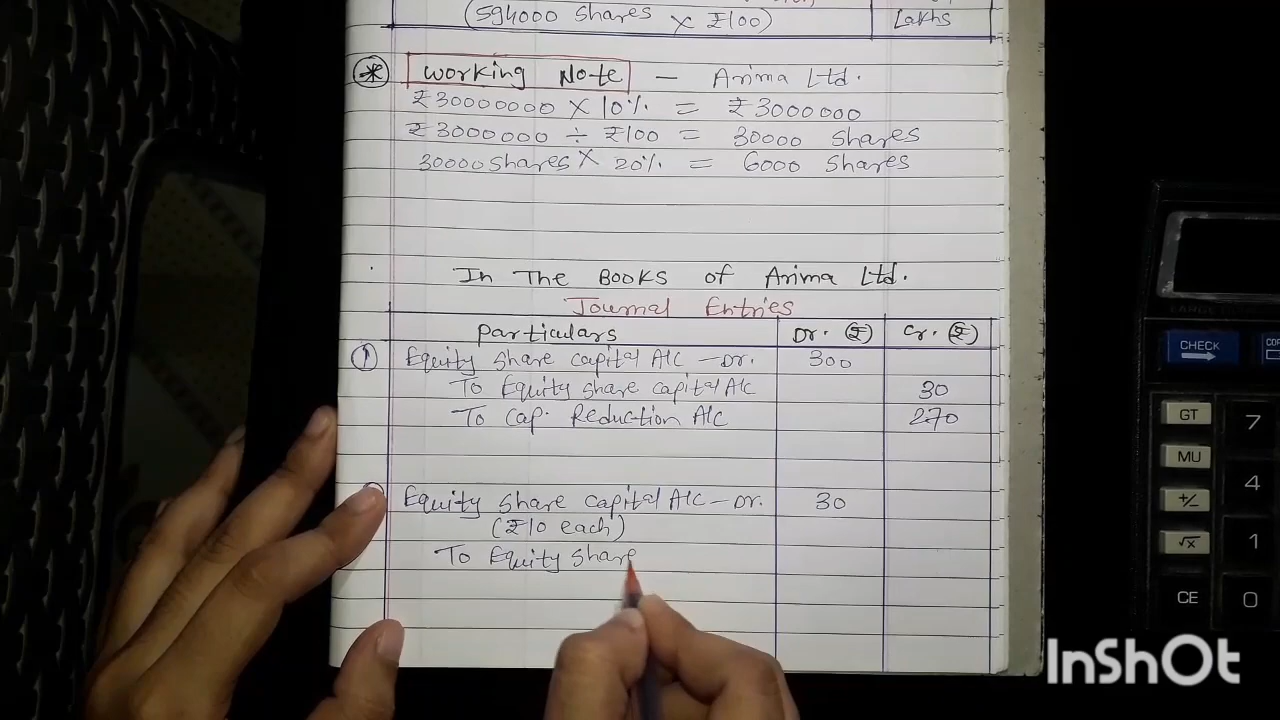 (594000 shares × ₹100)
Lakhs
* Working Note — Arima Ltd.
₹30000000 × 10% = ₹3000000
₹3000000 ÷ ₹100 = 30000 shares
30000 shares × 20% = 6000 shares
In The Books of Arima Ltd.
Journal Entries
Particulars Dr. (₹) Cr. (₹)
1 Equity share capital A/c – Dr. 300
To Equity share capital A/c 30
To Cap. Reduction A/c 270
Equity share capital A/c – Dr. 30
(₹10 each)
To Equity share
CHECK
GT
7
MU
4
+/-
√x
1
CE
0
InShOt